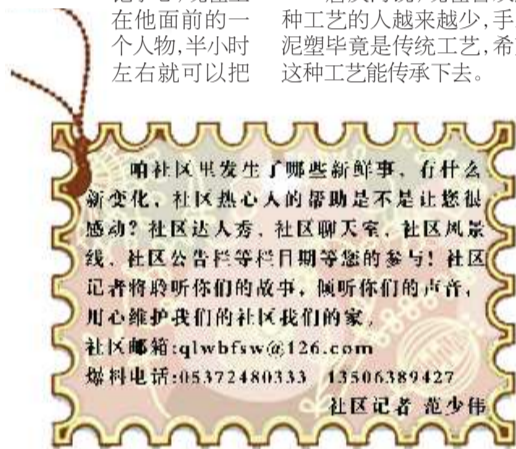 在他面前的一
个人物,半小时
左右就可以把
种工艺的人越来越少,手
泥塑毕竟是传统工艺,希
这种工艺能传承下去。
咱社区里发生了哪些新鲜事，有什么
新变化，社区热心人的帮助是不是让您很
感动？社区达人秀、社区聊天室、社区风景
线、社区公告栏等栏目期等您的参与！社区
记者将聆听你们的故事，倾听你们的声音，
用心维护我们的社区我们的家。
社区邮箱:qlwbfsw@126.com
爆料电话:05372480333 13506389427
社区记者 范少伟